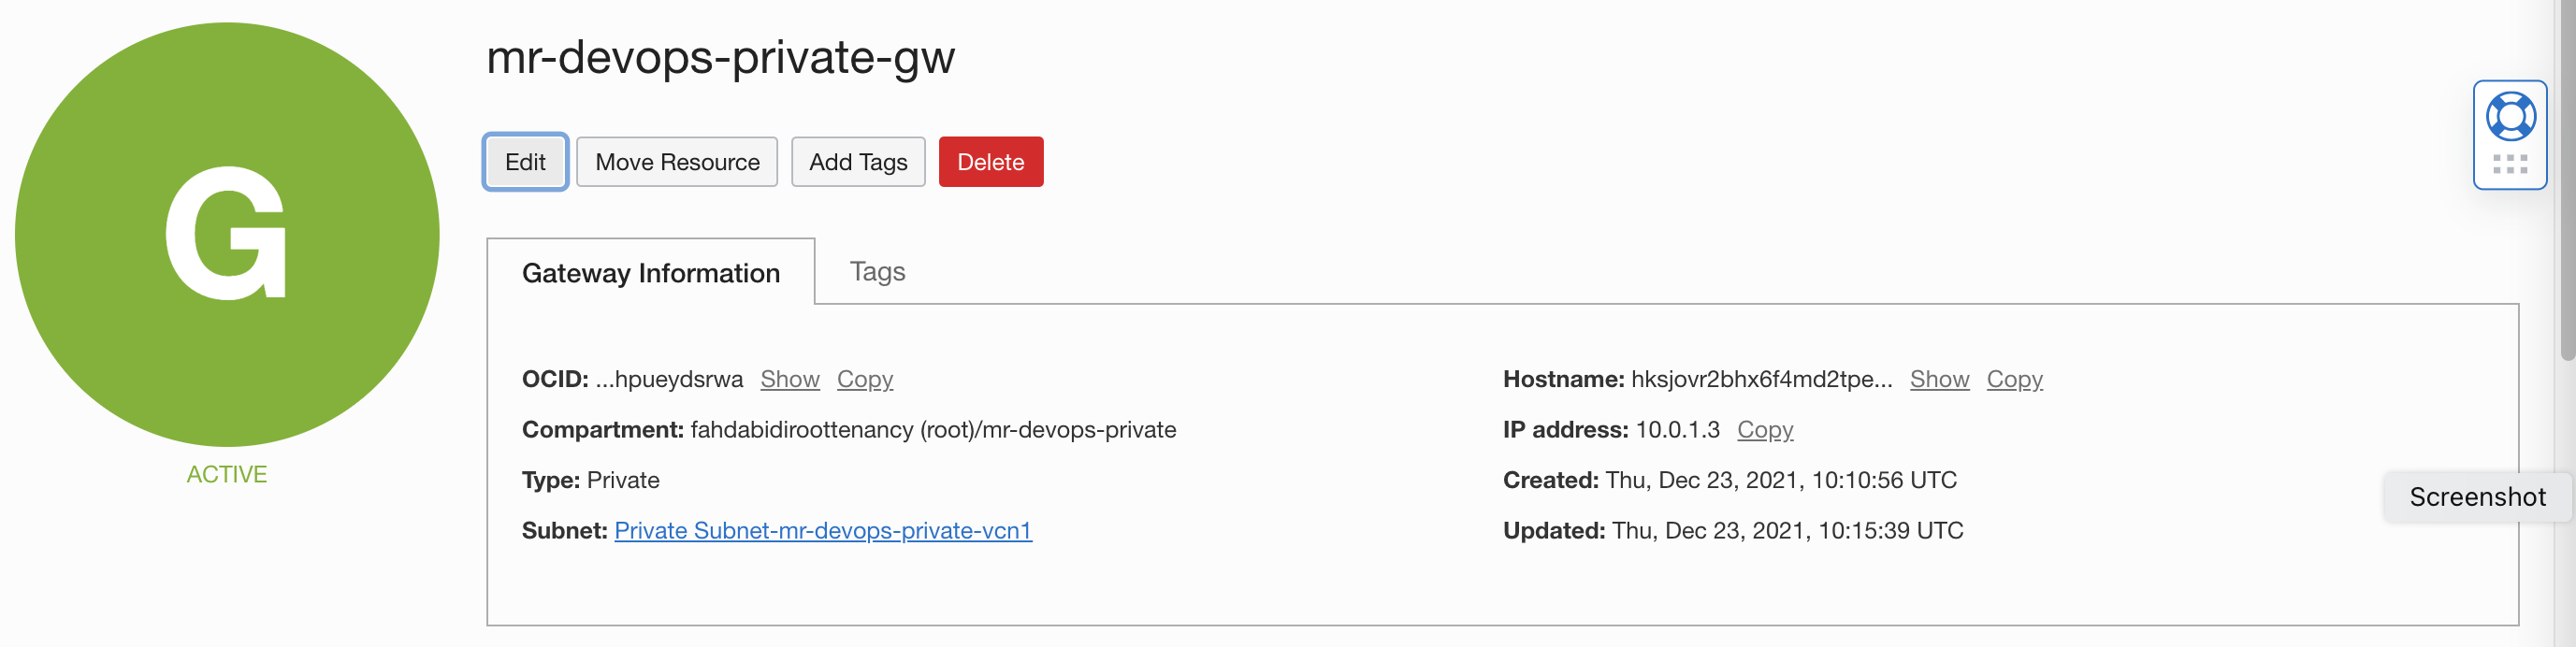 mr-devops-private-gw
G
ACTIVE
Edit Move Resource Add Tags Delete
Gateway Information Tags
OCID: ...hpueydsrwa Show Copy
Compartment: fahdabidiroottenancy (root)/mr-devops-private
Type: Private
Subnet: Private Subnet-mr-devops-private-vcn1
Hostname: hksjovr2bhx6f4md2tpe... Show Copy
IP address: 10.0.1.3 Copy
Created: Thu, Dec 23, 2021, 10:10:56 UTC
Updated: Thu, Dec 23, 2021, 10:15:39 UTC
Screenshot